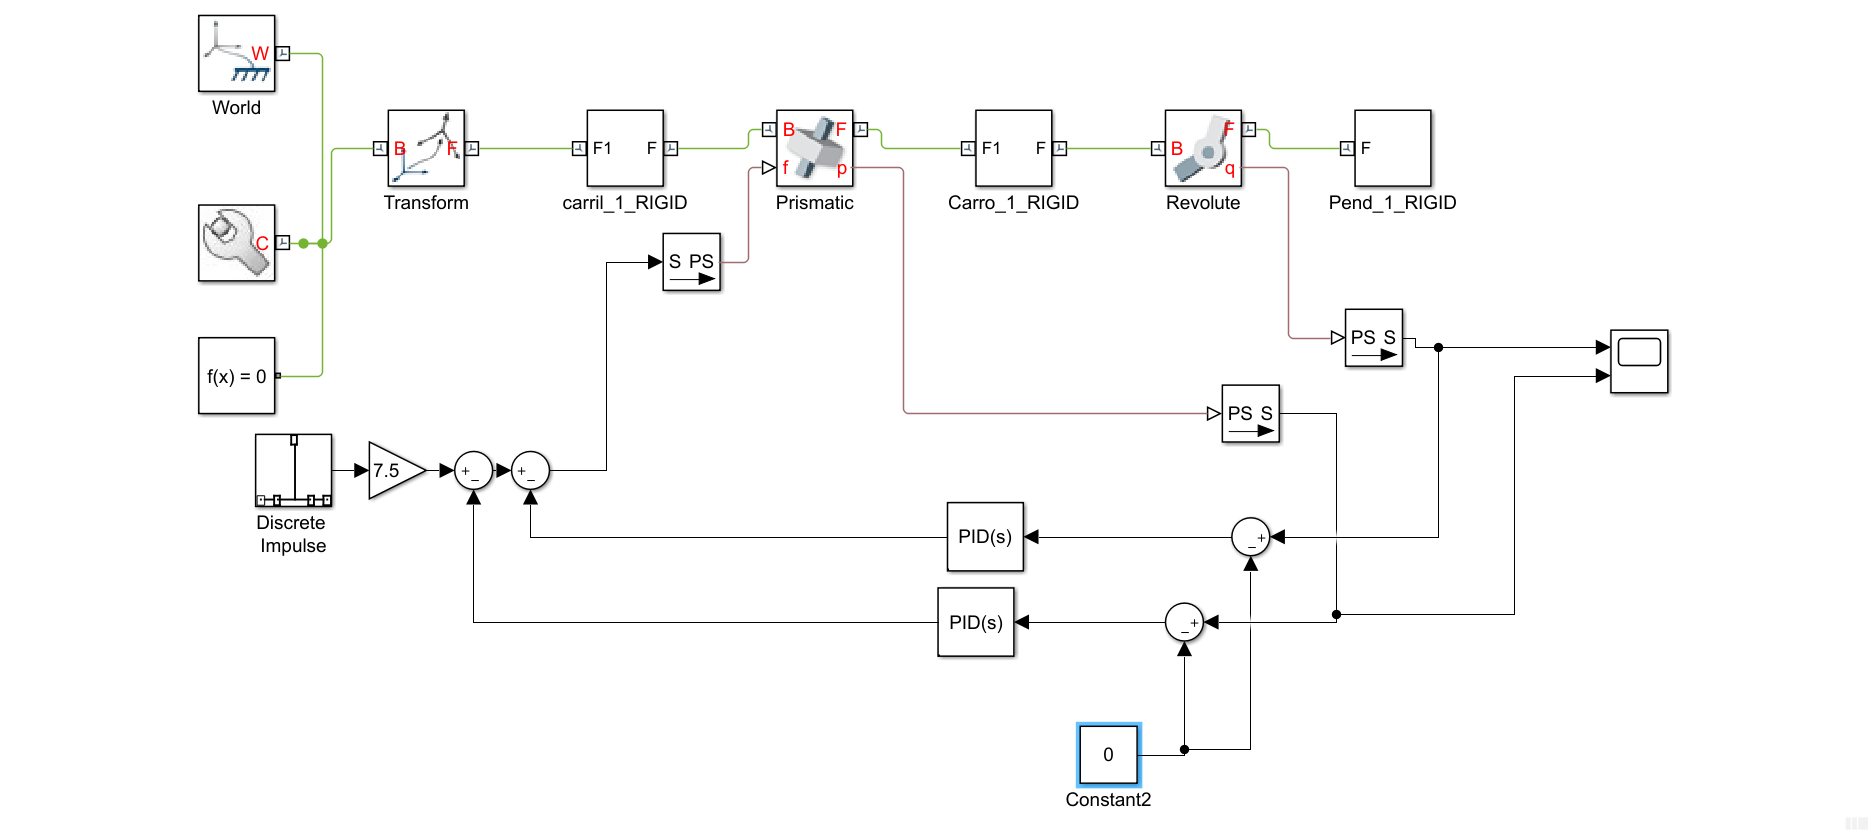 W
World
B F
Transform
F1 F
carril_1_RIGID
B F
f p
Prismatic
F1 F
Carro_1_RIGID
B F
q
Revolute
F
Pend_1_RIGID
C
S PS
PS S
f(x) = 0
PS S
7.5
+
−
+
−
Discrete
Impulse
PID(s)
− +
PID(s)
− +
0
Constant2